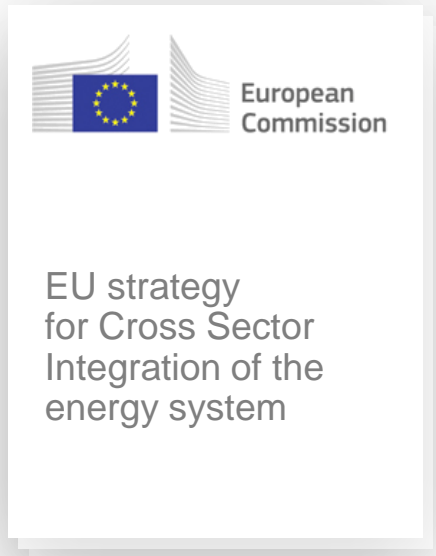 European
Commission
EU strategy
for Cross Sector
Integration of the
energy system